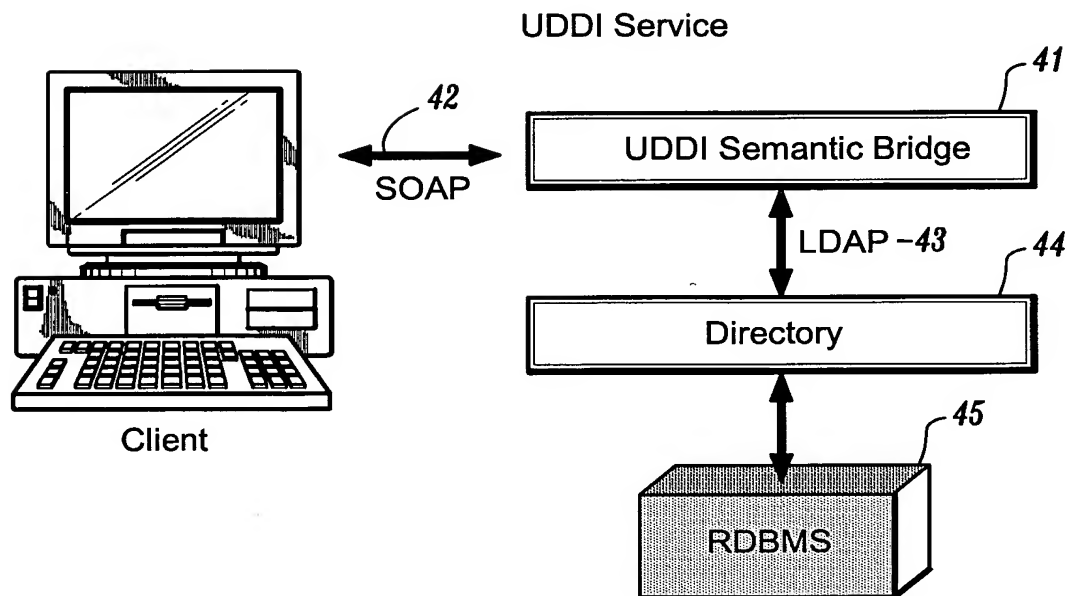 UDDI Service
41
42
UDDI Semantic Bridge
SOAP
LDAP -43
44
Directory
Client
45
RDBMS